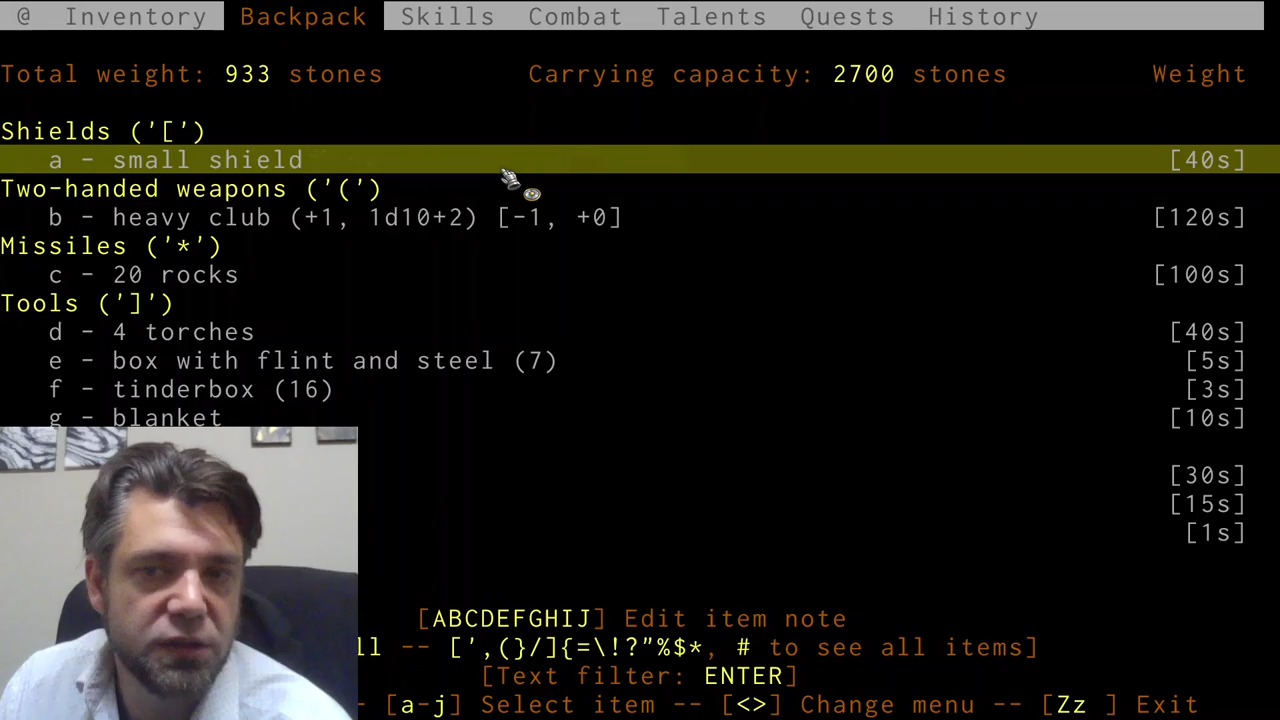 @ Inventory Backpack Skills Combat Talents Quests History
Total weight: 933 stones Carrying capacity: 2700 stones Weight
Shields ('[')
a - small shield [40s]
Two-handed weapons ('(')
b - heavy club (+1, 1d10+2) [-1, +0] [120s]
Missiles ('*')
c - 20 rocks [100s]
Tools (']')
d - 4 torches [40s]
e - box with flint and steel (7) [5s]
f - tinderbox (16) [3s]
g - blanket [10s]
[30s]
[15s]
[1s]
[ABCDEFGHIJ] Edit item note
ll -- [',(}/]{=\!?"%$*, # to see all items]
[Text filter: ENTER]
- [a-j] Select item -- [<>] Change menu -- [Zz ] Exit